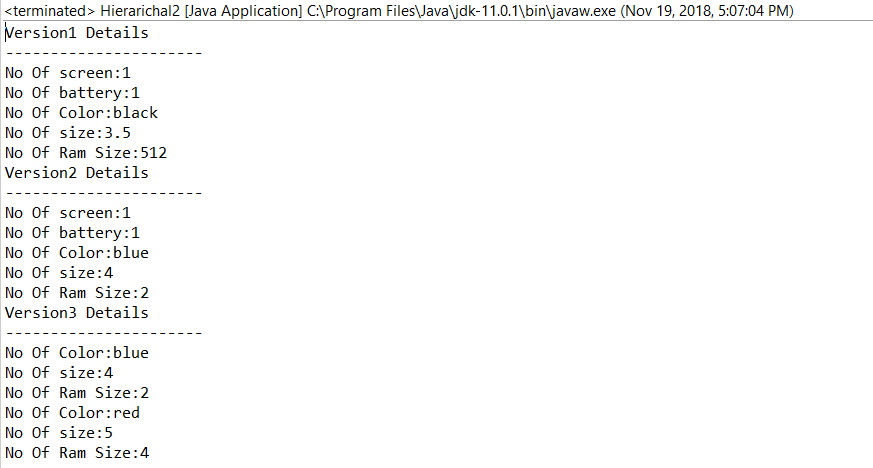 <terminated> Hierarichal2 [Java Application] C:\Program Files\Java\jdk-11.0.1\bin\javaw.exe (Nov 19, 2018, 5:07:04 PM)
Version1 Details
----------------------
No Of screen:1
No Of battery:1
No Of Color:black
No Of size:3.5
No Of Ram Size:512
Version2 Details
----------------------
No Of screen:1
No Of battery:1
No Of Color:blue
No Of size:4
No Of Ram Size:2
Version3 Details
----------------------
No Of Color:blue
No Of size:4
No Of Ram Size:2
No Of Color:red
No Of size:5
No Of Ram Size:4